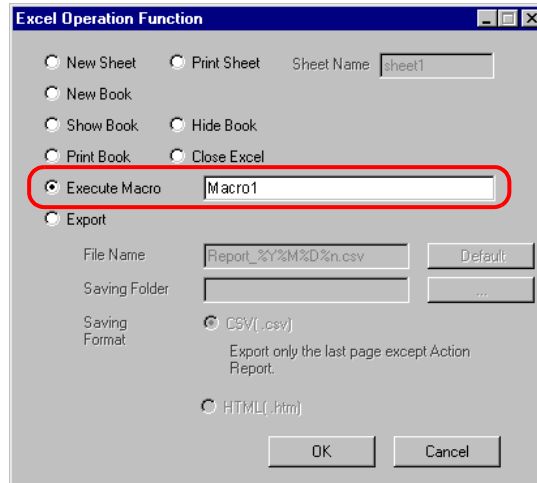 Excel Operation Function
New Sheet Print Sheet Sheet Name sheet1
New Book
Show Book Hide Book
Print Book Close Excel
Execute Macro Macro1
Export
File Name Report_%Y%M%D%n.csv Default
Saving Folder ...
Saving
Format
CSV(.csv)
Export only the last page except Action
Report.
HTML(.htm)
OK Cancel